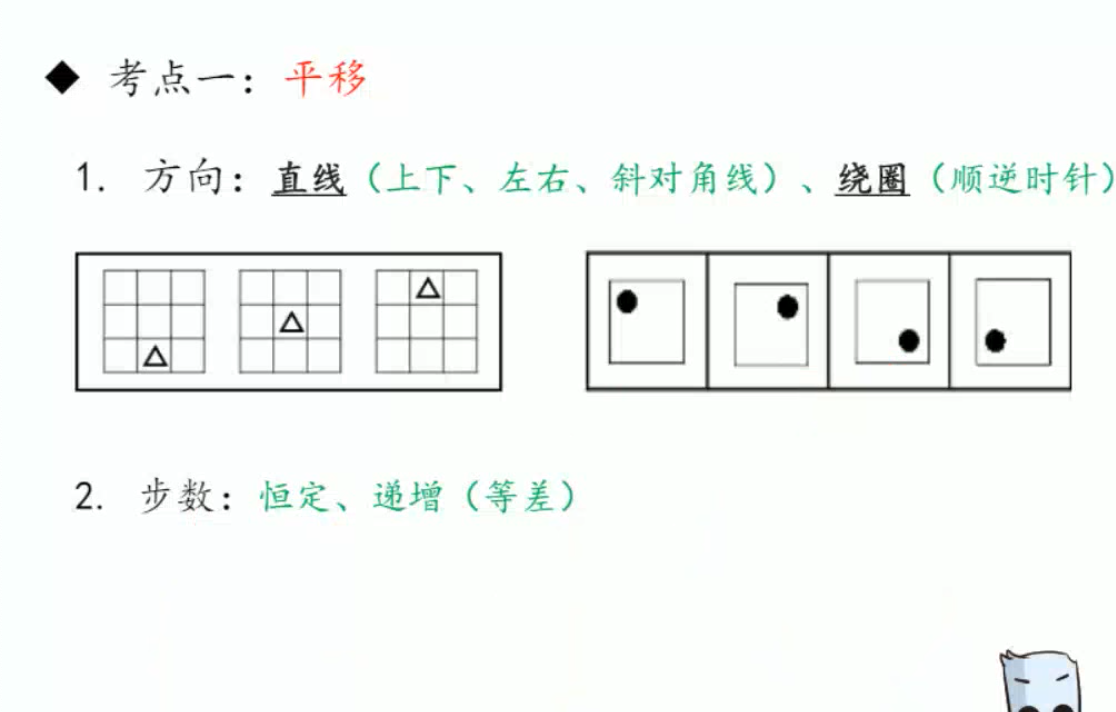 ◆ 考点一：平移
1. 方向：直线（上下、左右、斜对角线）、绕圈（顺逆时针）
2. 步数：恒定、递增（等差）